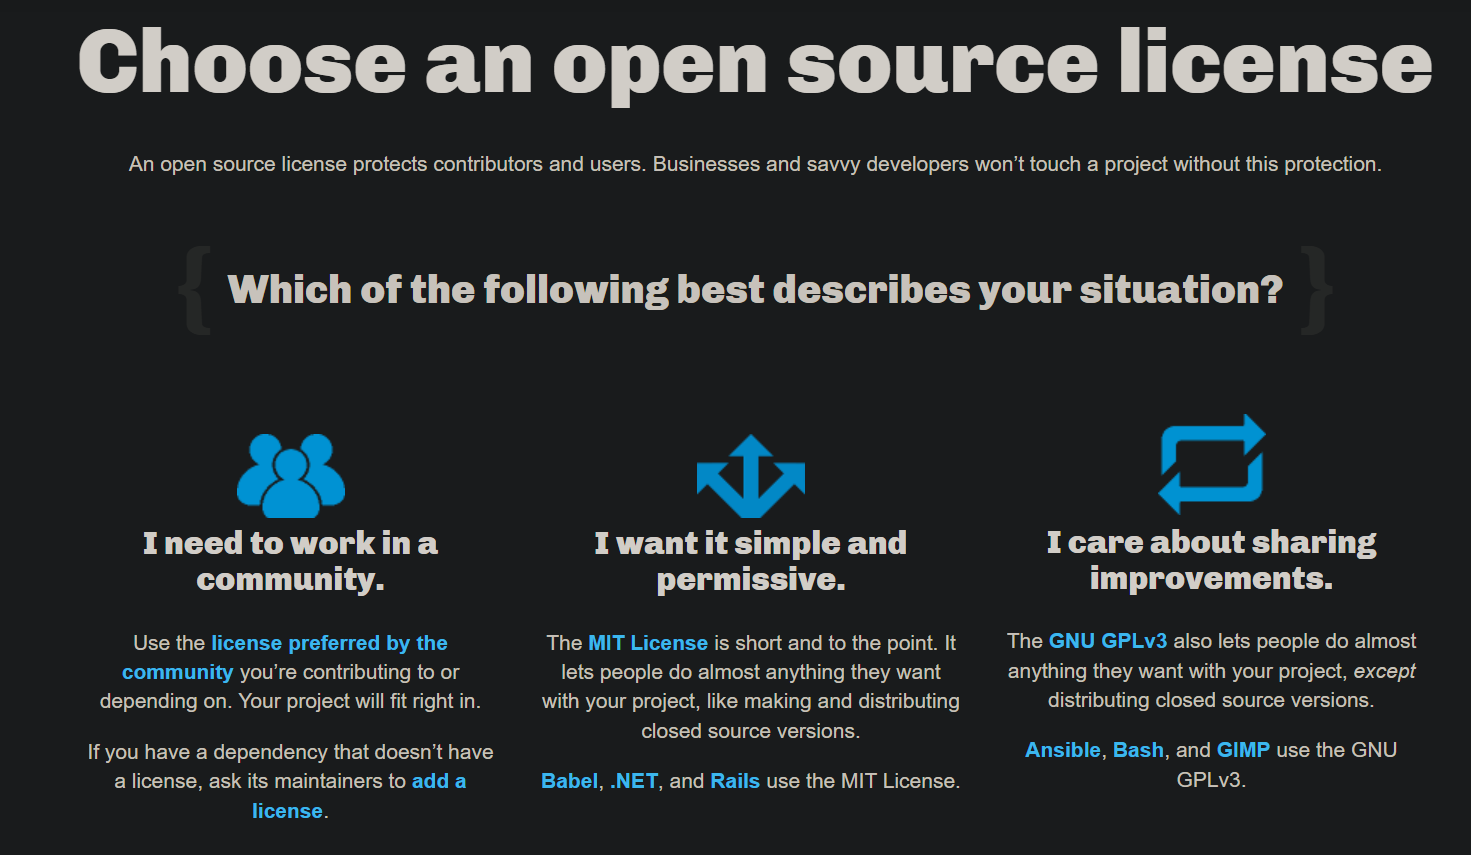 Choose an open source license
An open source license protects contributors and users. Businesses and savvy developers won’t touch a project without this protection.
{ Which of the following best describes your situation? }
I need to work in a
community.
Use the license preferred by the
community you’re contributing to or
depending on. Your project will fit right in.
If you have a dependency that doesn’t have
a license, ask its maintainers to add a
license.
I want it simple and
permissive.
The MIT License is short and to the point. It
lets people do almost anything they want
with your project, like making and distributing
closed source versions.
Babel, .NET, and Rails use the MIT License.
I care about sharing
improvements.
The GNU GPLv3 also lets people do almost
anything they want with your project, except
distributing closed source versions.
Ansible, Bash, and GIMP use the GNU
GPLv3.